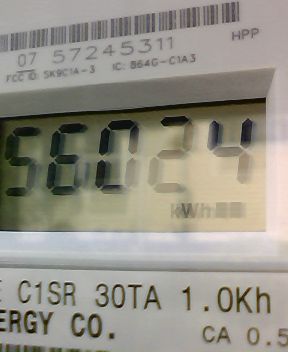 07 57245311
HPP
FCC ID: SK9C1A-3 IC: 864G-C1A3
56024
kWh
C1SR 30TA 1.0Kh
ERGY CO.
CA 0.5